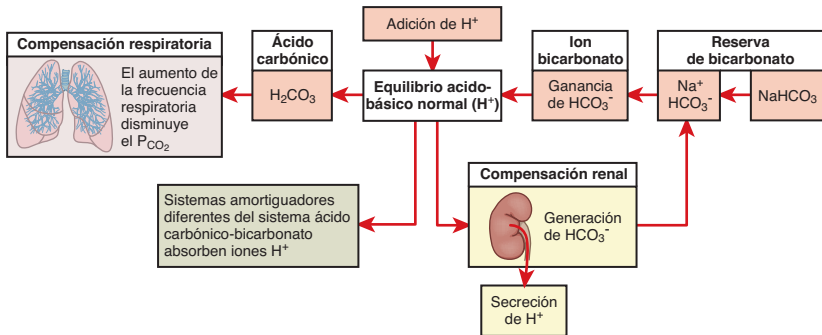 Adición de H⁺
Compensación respiratoria
El aumento de
la frecuencia
respiratoria
disminuye
el P_CO₂
Ácido
carbónico
H₂CO₃
Equilibrio acido-
básico normal (H⁺)
Ion
bicarbonato
Ganancia
de HCO₃⁻
Reserva
de bicarbonato
Na⁺
HCO₃⁻
NaHCO₃
Sistemas amortiguadores
diferentes del sistema ácido
carbónico-bicarbonato
absorben iones H⁺
Compensación renal
Generación
de HCO₃⁻
Secreción
de H⁺